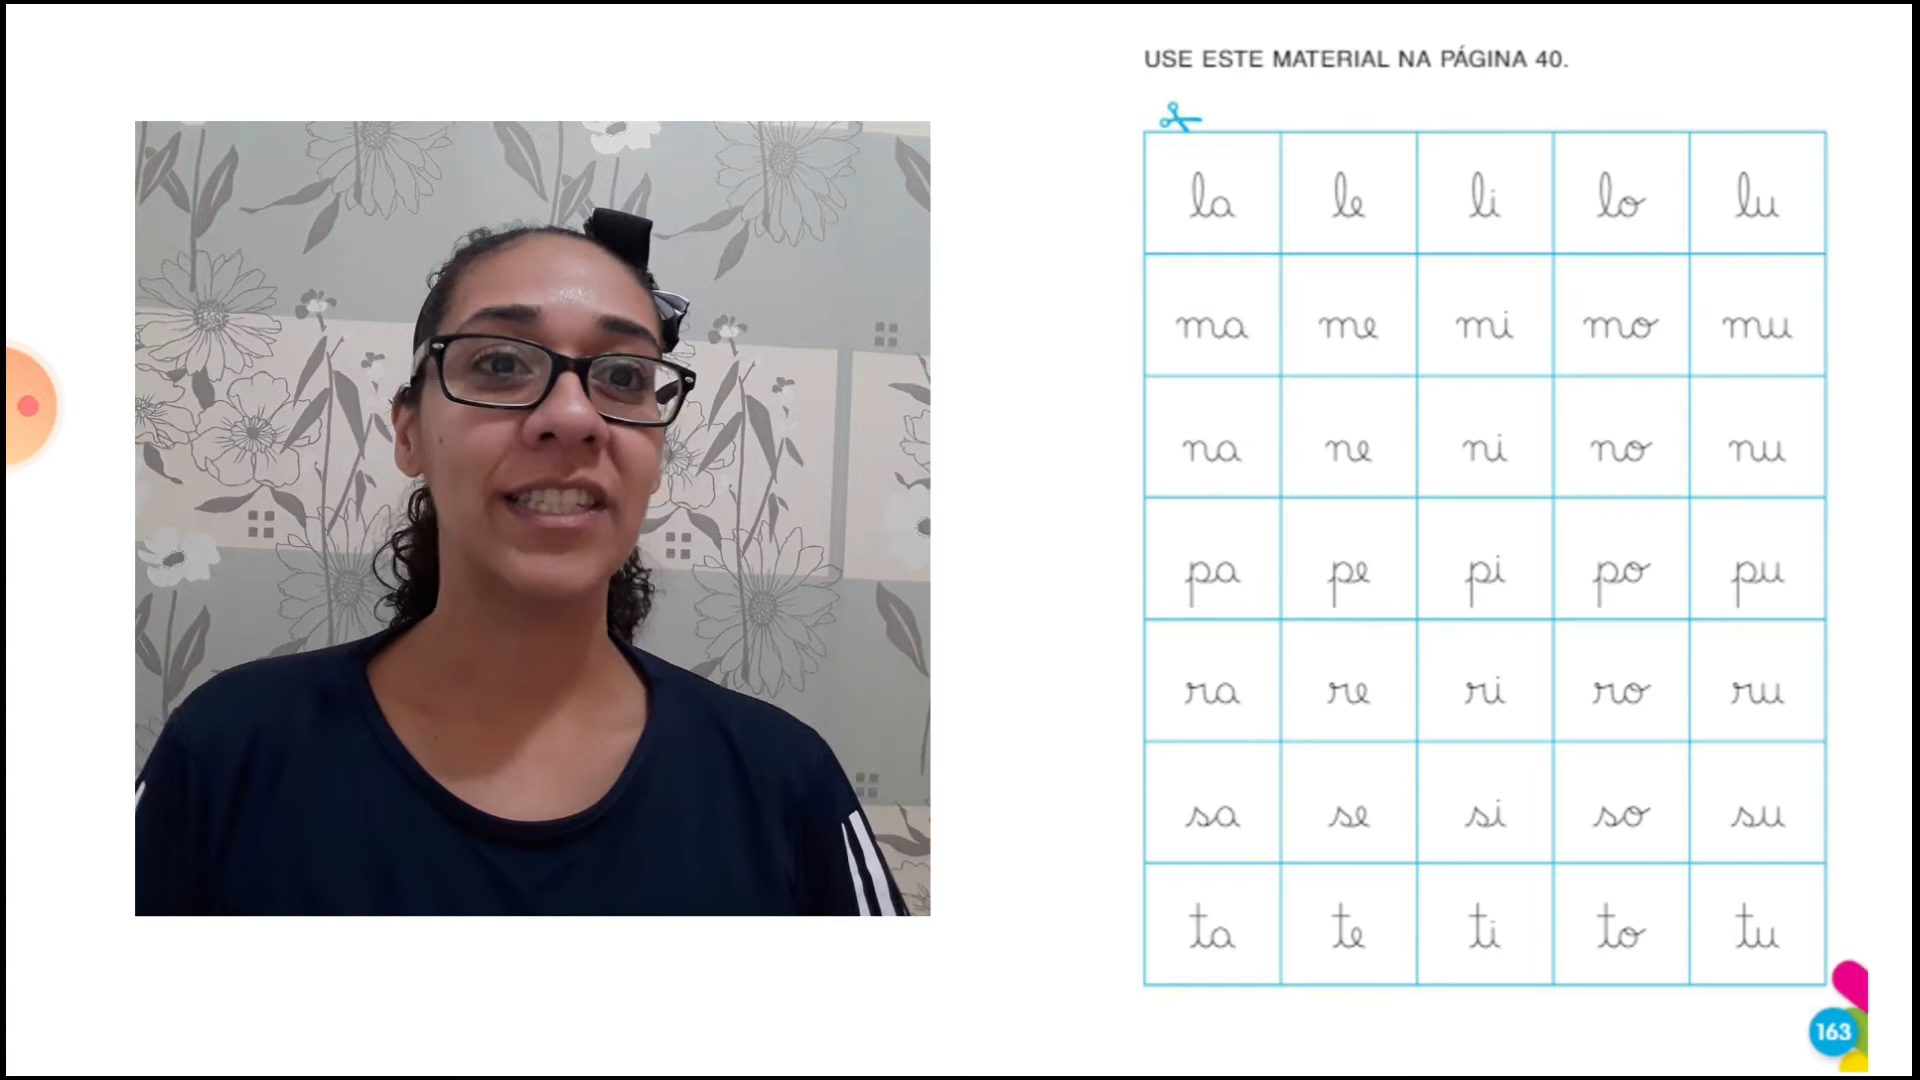 USE ESTE MATERIAL NA PÁGINA 40.
la le li lo lu
ma me mi mo mu
na ne ni no nu
pa pe pi po pu
ra re ri ro ru
sa se si so su
ta te ti to tu
163